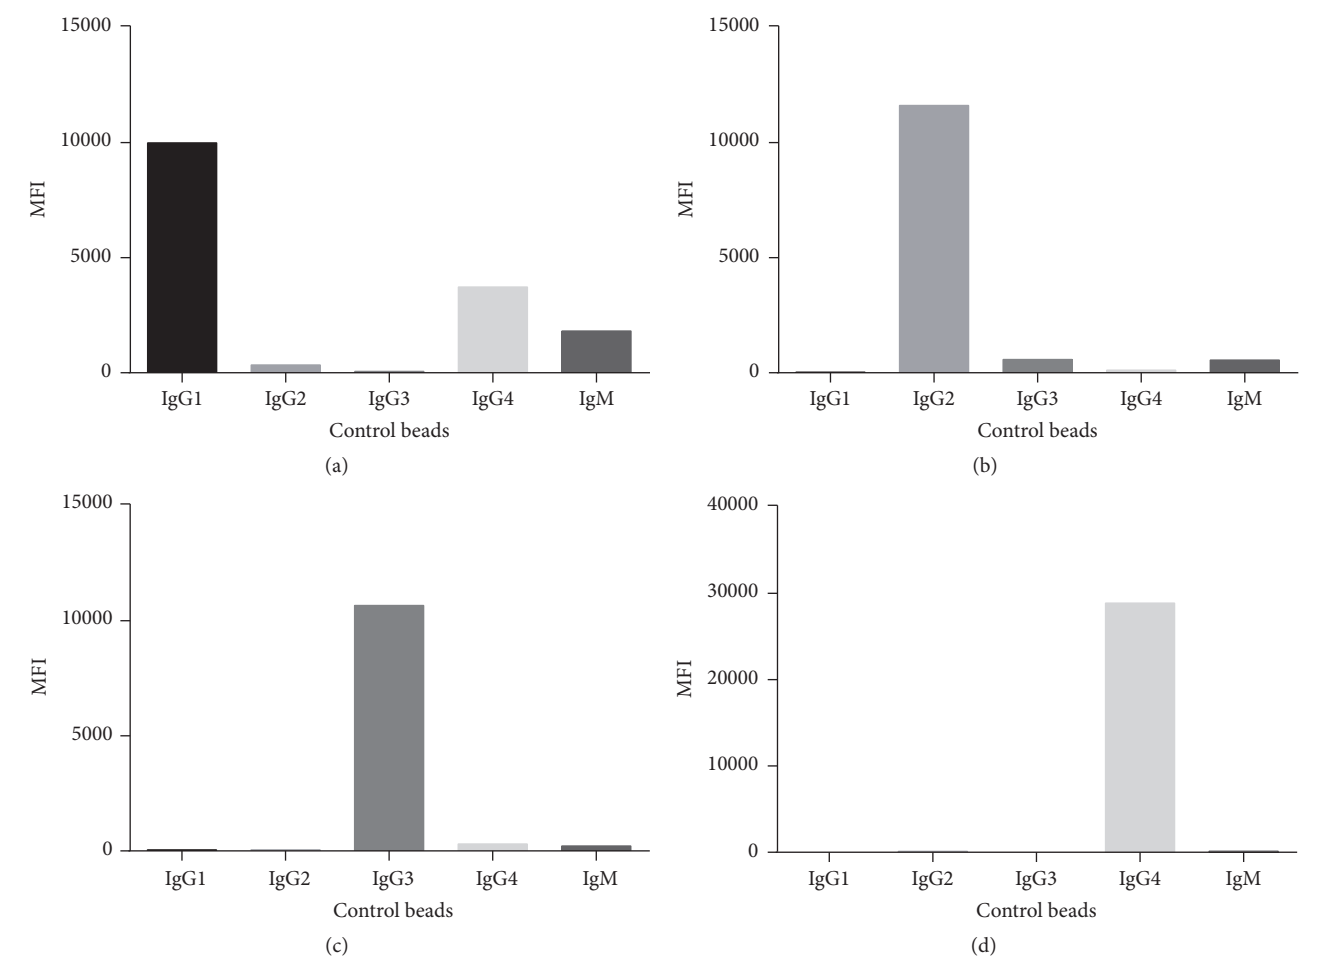 15000
10000
5000
0
MFI
IgG1 IgG2 IgG3 IgG4 IgM
Control beads
(a)
15000
10000
5000
0
MFI
IgG1 IgG2 IgG3 IgG4 IgM
Control beads
(b)
15000
10000
5000
0
MFI
IgG1 IgG2 IgG3 IgG4 IgM
Control beads
(c)
40000
30000
20000
10000
0
MFI
IgG1 IgG2 IgG3 IgG4 IgM
Control beads
(d)